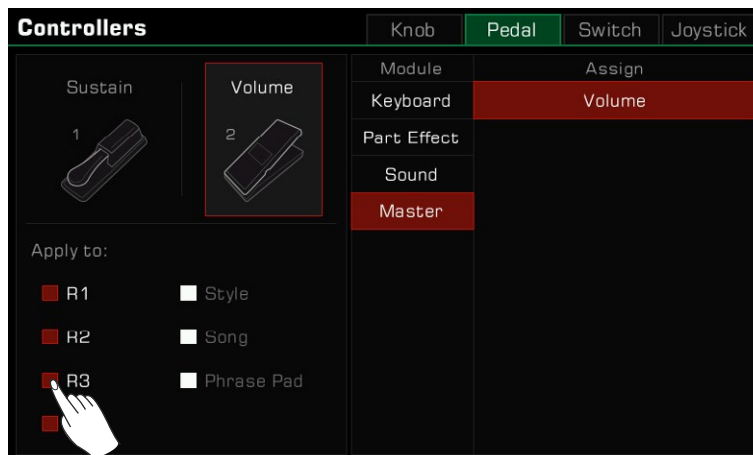 Controllers
Knob Pedal Switch Joystick
Sustain Volume
1 2
Module Assign
Keyboard Volume
Part Effect
Sound
Master
Apply to:
R1 Style
R2 Song
R3 Phrase Pad